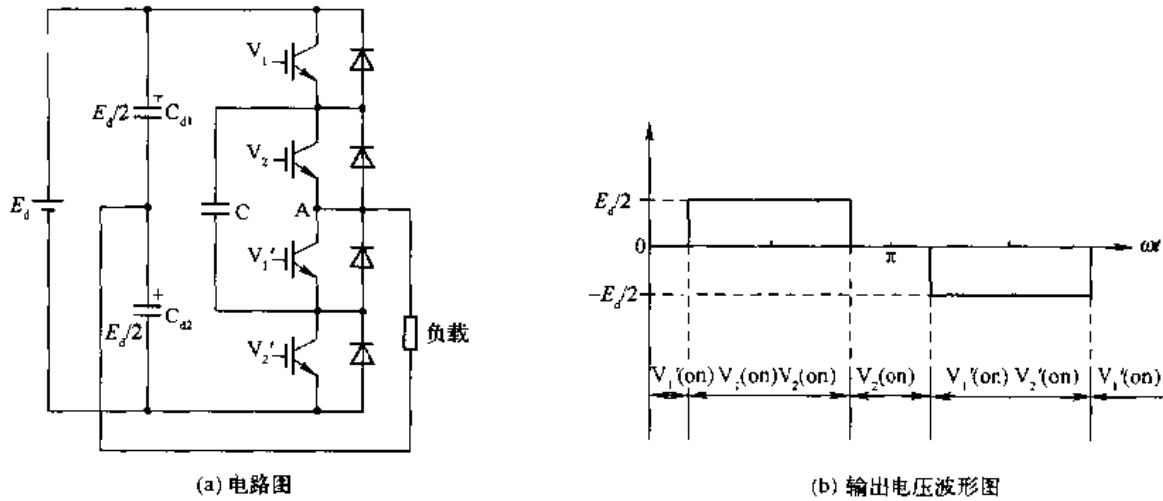 V₁
E_d/2
+
C_d1
V₂
E_d
C
A
V₁′
+
C_d2
E_d/2
负载
V₂′
(a) 电路图
E_d/2
0
π
ωt
−E_d/2
V₁′(on) V₁(on)V₂(on) V₂(on) V₁′(on) V₂′(on) V₁′(on)
(b) 输出电压波形图